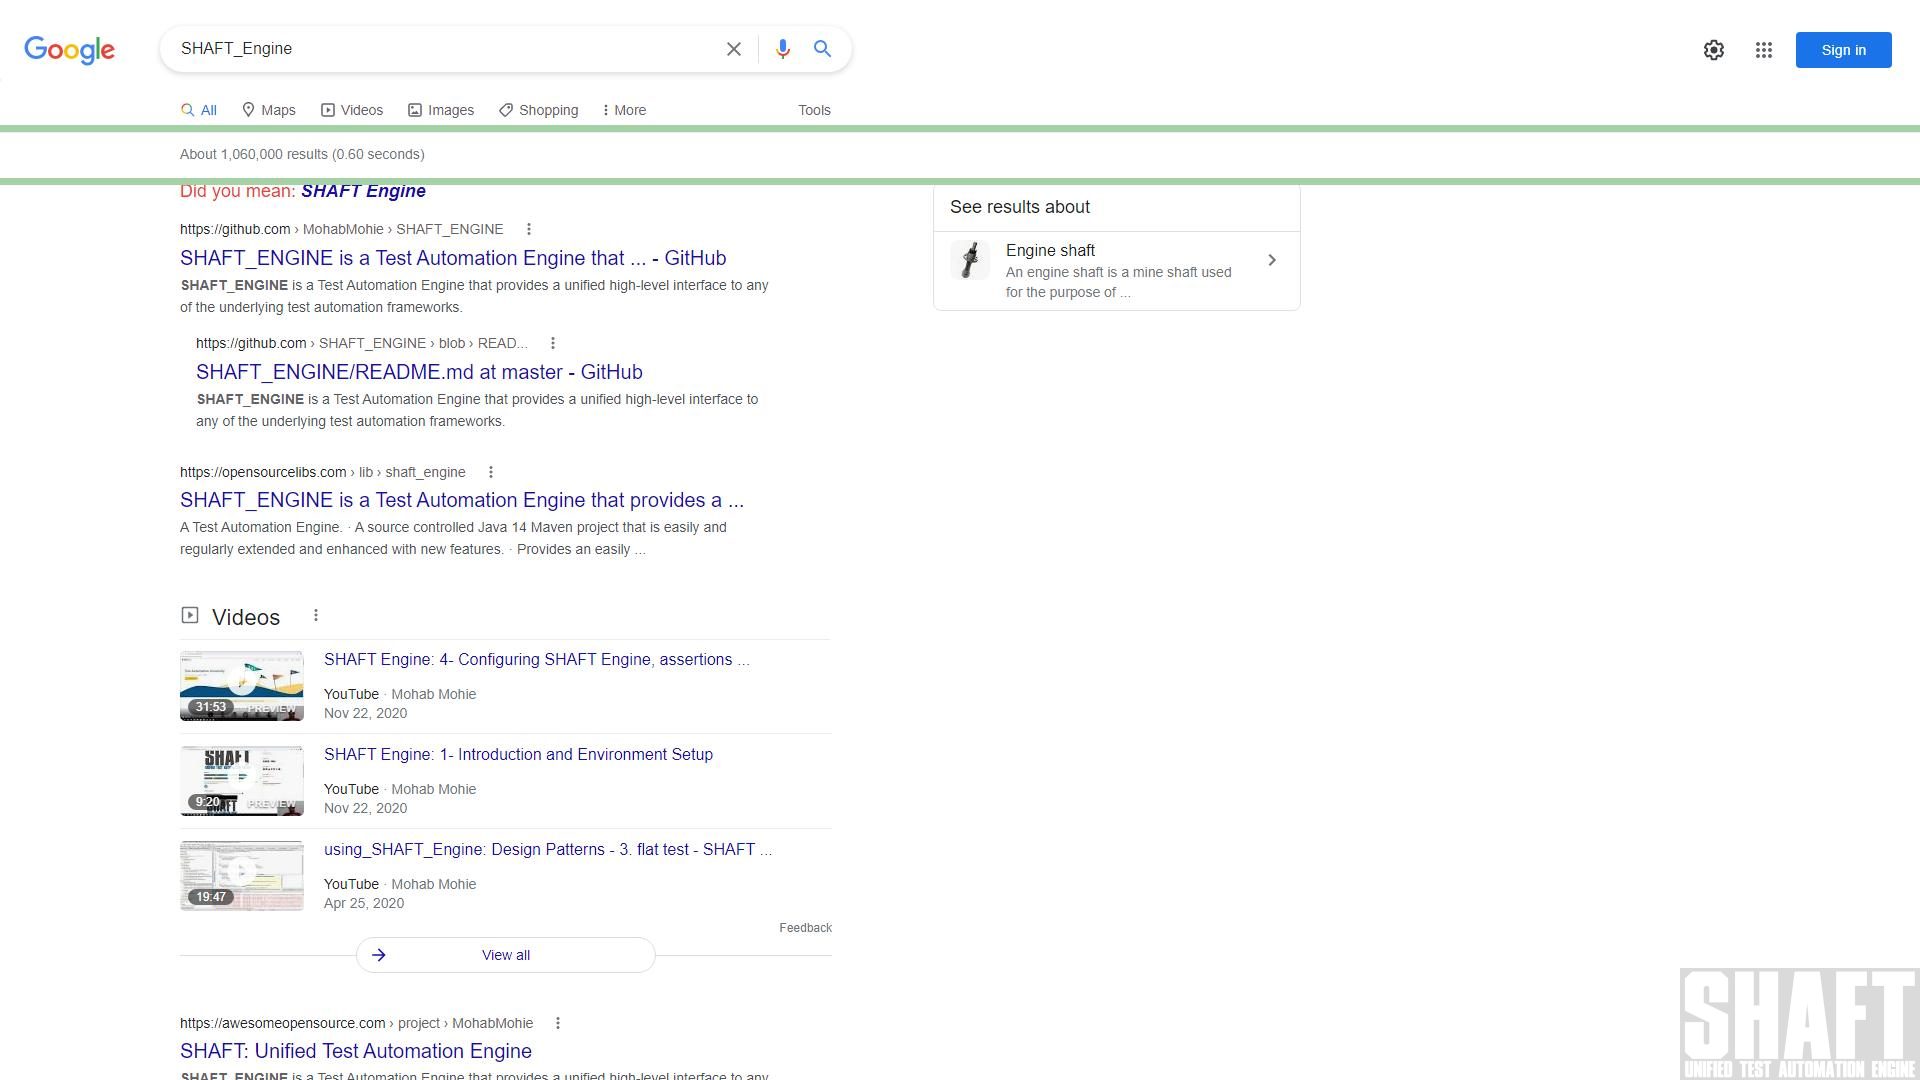 Google
SHAFT_Engine
Sign in
All Maps Videos Images Shopping More Tools
About 1,060,000 results (0.60 seconds)
Did you mean: SHAFT Engine
https://github.com › MohabMohie › SHAFT_ENGINE
SHAFT_ENGINE is a Test Automation Engine that ... - GitHub
SHAFT_ENGINE is a Test Automation Engine that provides a unified high-level interface to any
of the underlying test automation frameworks.
https://github.com › SHAFT_ENGINE › blob › READ...
SHAFT_ENGINE/README.md at master - GitHub
SHAFT_ENGINE is a Test Automation Engine that provides a unified high-level interface to
any of the underlying test automation frameworks.
https://opensourcelibs.com › lib › shaft_engine
SHAFT_ENGINE is a Test Automation Engine that provides a ...
A Test Automation Engine. · A source controlled Java 14 Maven project that is easily and
regularly extended and enhanced with new features. · Provides an easily ...
Videos
SHAFT Engine: 4- Configuring SHAFT Engine, assertions ...
31:53
PREVIEW
YouTube · Mohab Mohie
Nov 22, 2020
SHAFT Engine: 1- Introduction and Environment Setup
SHAFT
9:20
PREVIEW
YouTube · Mohab Mohie
Nov 22, 2020
using_SHAFT_Engine: Design Patterns - 3. flat test - SHAFT ...
19:47
YouTube · Mohab Mohie
Apr 25, 2020
Feedback
View all
https://awesomeopensource.com › project › MohabMohie
SHAFT: Unified Test Automation Engine
SHAFT_ENGINE is a Test Automation Engine that provides a unified high-level interface to any
See results about
Engine shaft
An engine shaft is a mine shaft used
for the purpose of ...
SHAFT
UNIFIED TEST AUTOMATION ENGINE